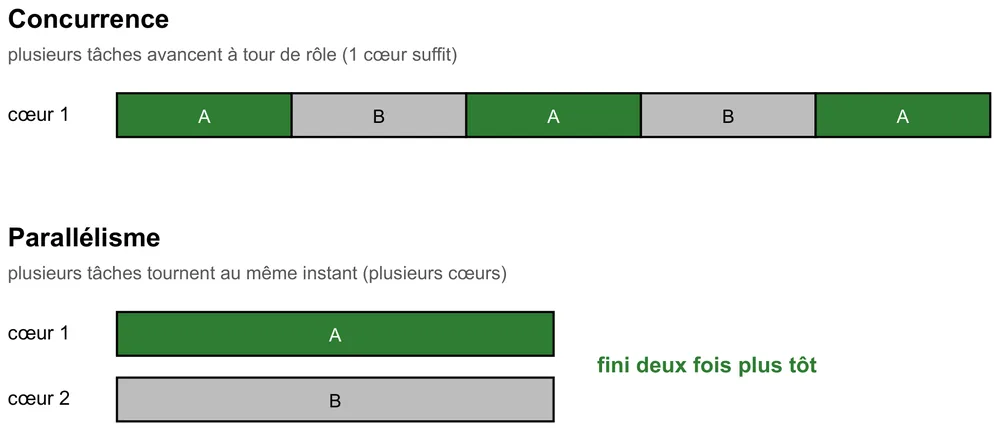 Concurrence
plusieurs tâches avancent à tour de rôle (1 cœur suffit)
cœur 1 A B A B A
Parallélisme
plusieurs tâches tournent au même instant (plusieurs cœurs)
cœur 1 A
fini deux fois plus tôt
cœur 2 B